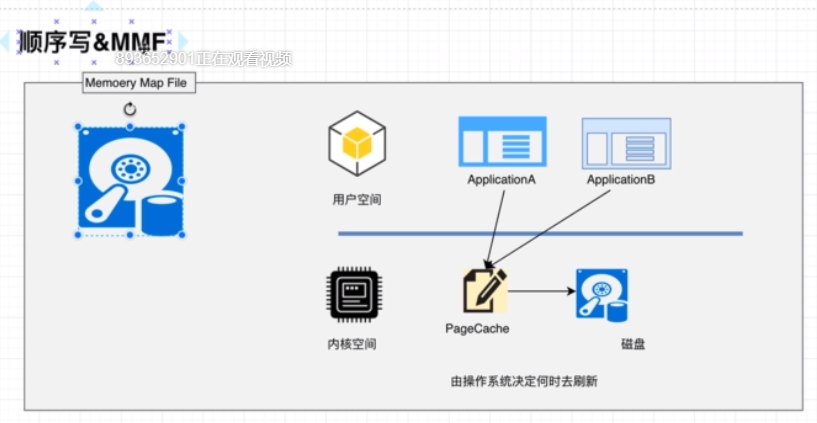 顺序写&MMF
893652901正在观看视频
Memoery Map File
用户空间
ApplicationA
ApplicationB
内核空间
PageCache
磁盘
由操作系统决定何时去刷新